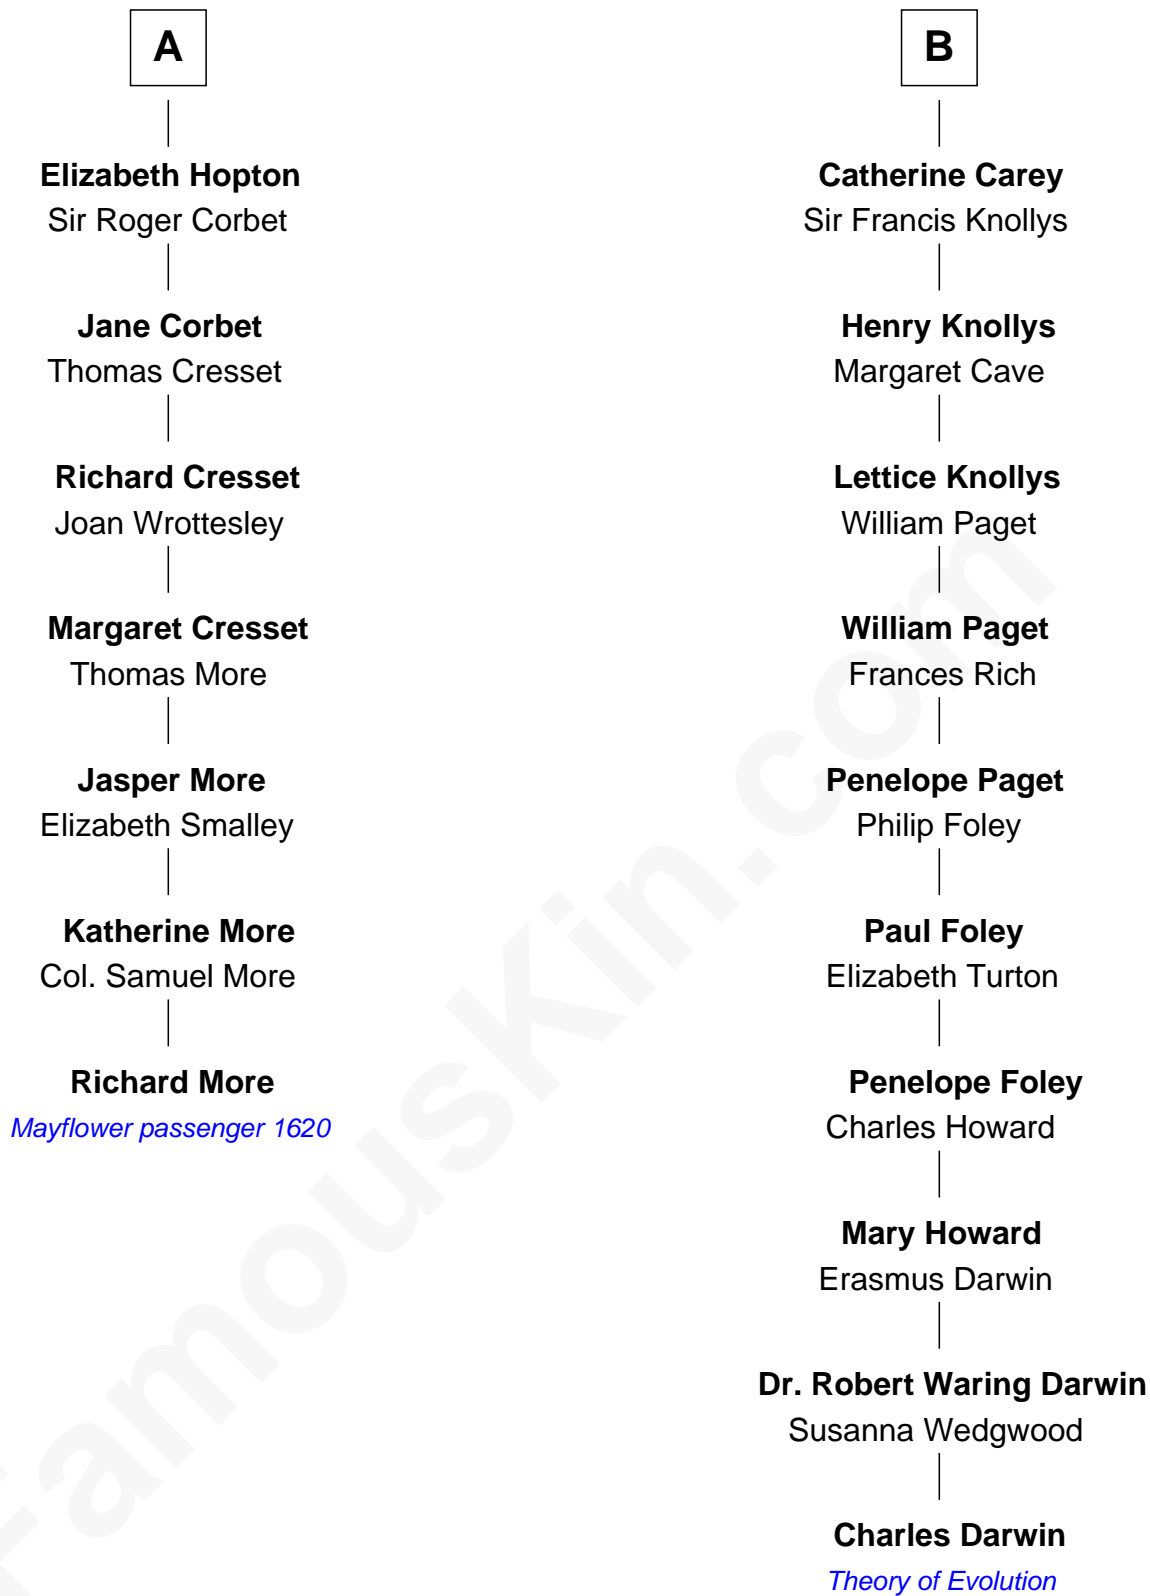 A
Elizabeth Hopton
Sir Roger Corbet
Jane Corbet
Thomas Cresset
Richard Cresset
Joan Wrottesley
Margaret Cresset
Thomas More
Jasper More
Elizabeth Smalley
Katherine More
Col. Samuel More
Richard More
Mayflower passenger 1620
B
Catherine Carey
Sir Francis Knollys
Henry Knollys
Margaret Cave
Lettice Knollys
William Paget
William Paget
Frances Rich
Penelope Paget
Philip Foley
Paul Foley
Elizabeth Turton
Penelope Foley
Charles Howard
Mary Howard
Erasmus Darwin
Dr. Robert Waring Darwin
Susanna Wedgwood
Charles Darwin
Theory of Evolution
FamousKin.com